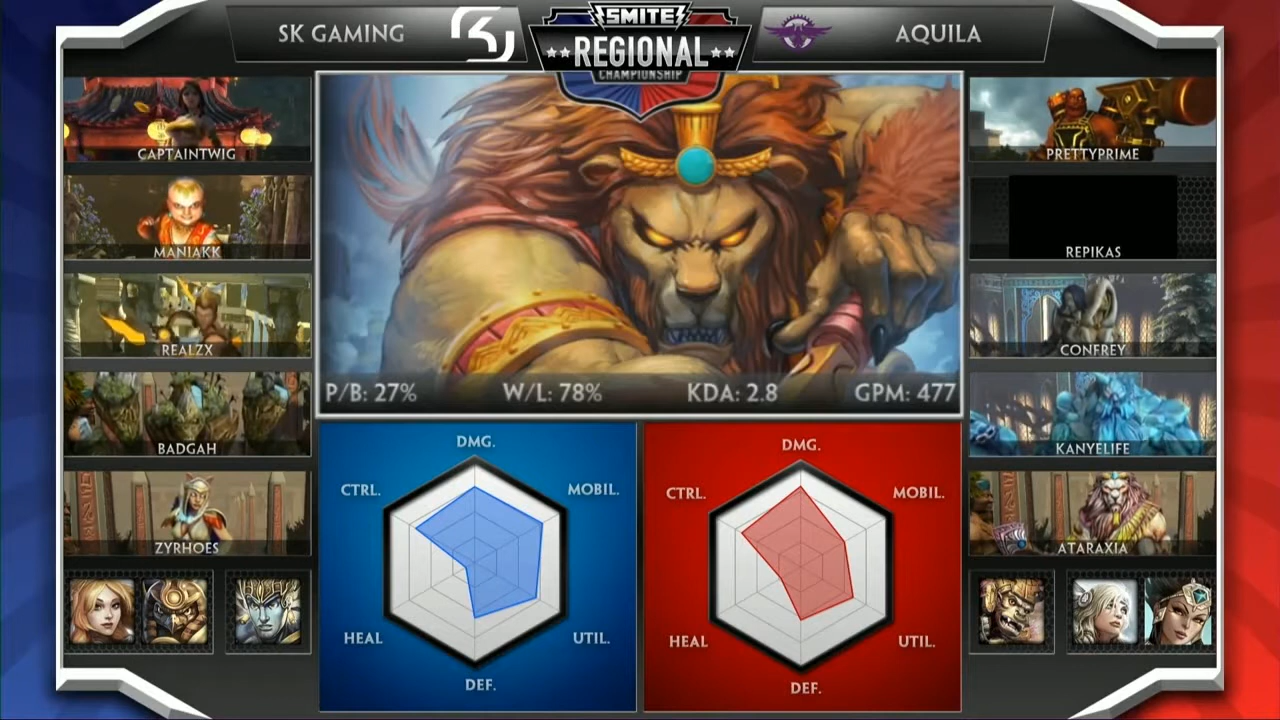 SK GAMING
SMITE
REGIONAL
CHAMPIONSHIP
AQUILA
CAPTAINTWIG
MANIAKK
REALZX
BADGAH
ZYRHOES
P/B: 27% W/L: 78% KDA: 2.8 GPM: 477
DMG.
MOBIL.
UTIL.
DEF.
HEAL
CTRL.
DMG.
MOBIL.
UTIL.
DEF.
HEAL
CTRL.
PRETTYPRIME
REPIKAS
CONFREY
KANYELIFE
ATARAXIA